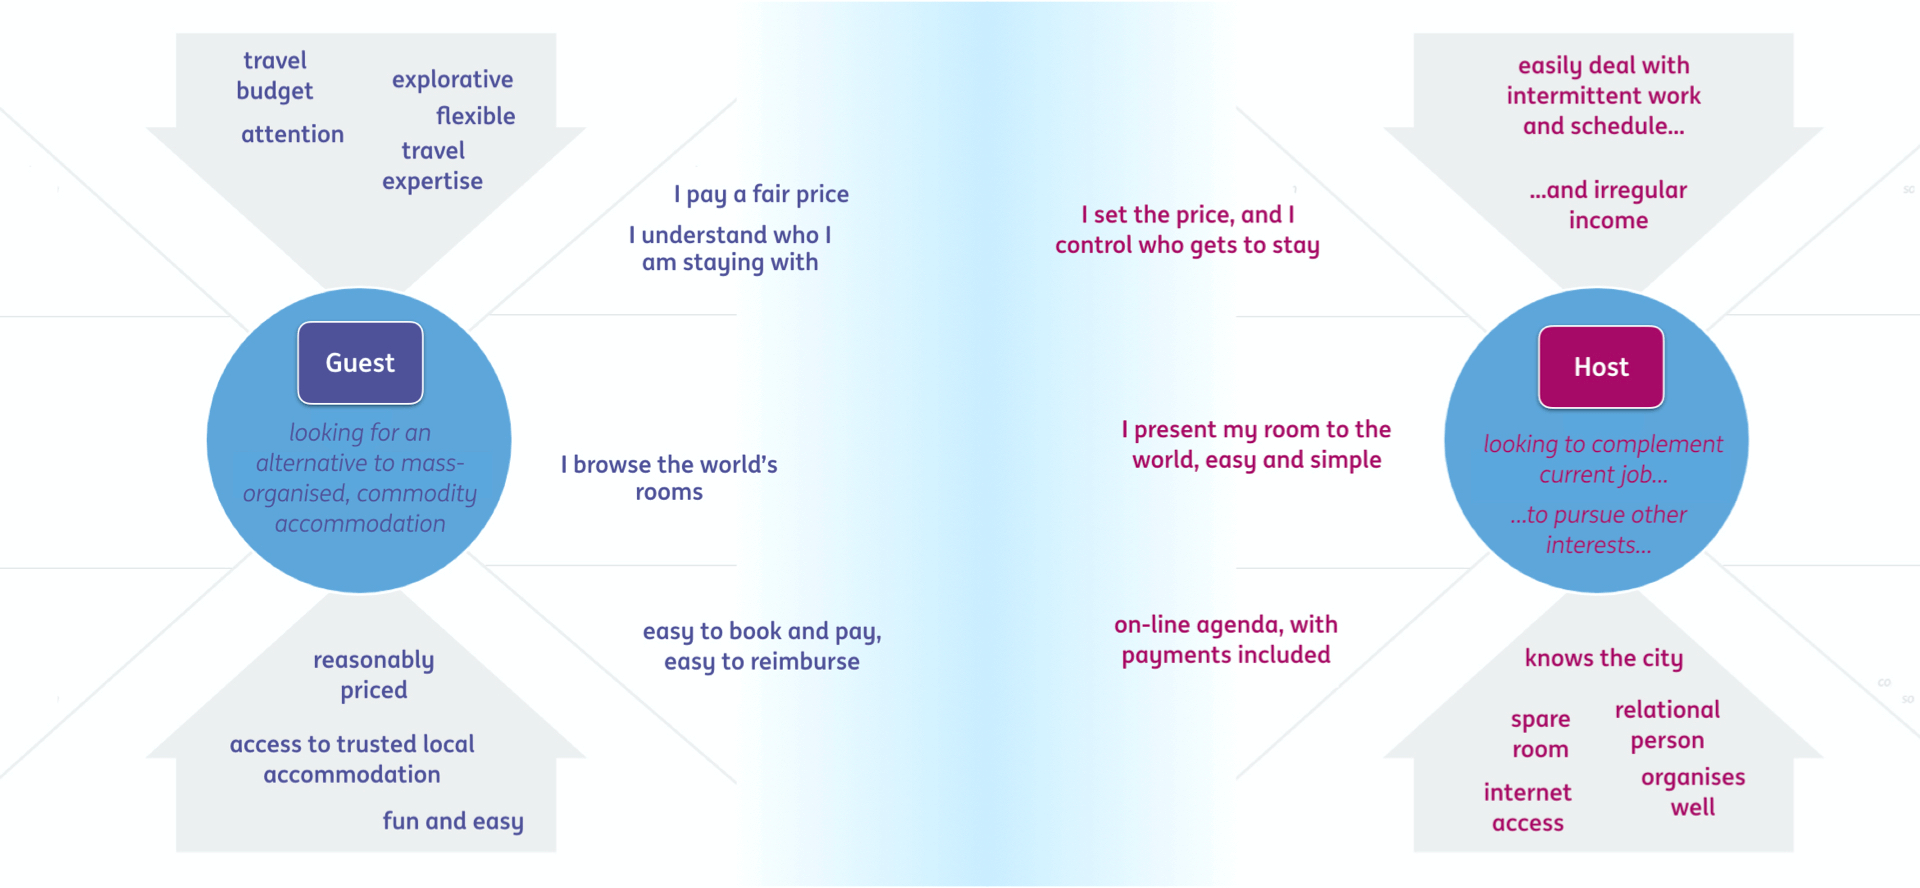 travel
budget
attention
explorative
flexible
travel
expertise
I pay a fair price
I understand who I
am staying with
Guest
looking for an
alternative to mass-
organised, commodity
accommodation
I browse the world's
rooms
reasonably
priced
access to trusted local
accommodation
fun and easy
easy to book and pay,
easy to reimburse
easily deal with
intermittent work
and schedule...
...and irregular
income
I set the price, and I
control who gets to stay
Host
looking to complement
current job...
...to pursue other
interests...
I present my room to the
world, easy and simple
on-line agenda, with
payments included
knows the city
spare
room
relational
person
internet
access
organises
well
sc
co
so